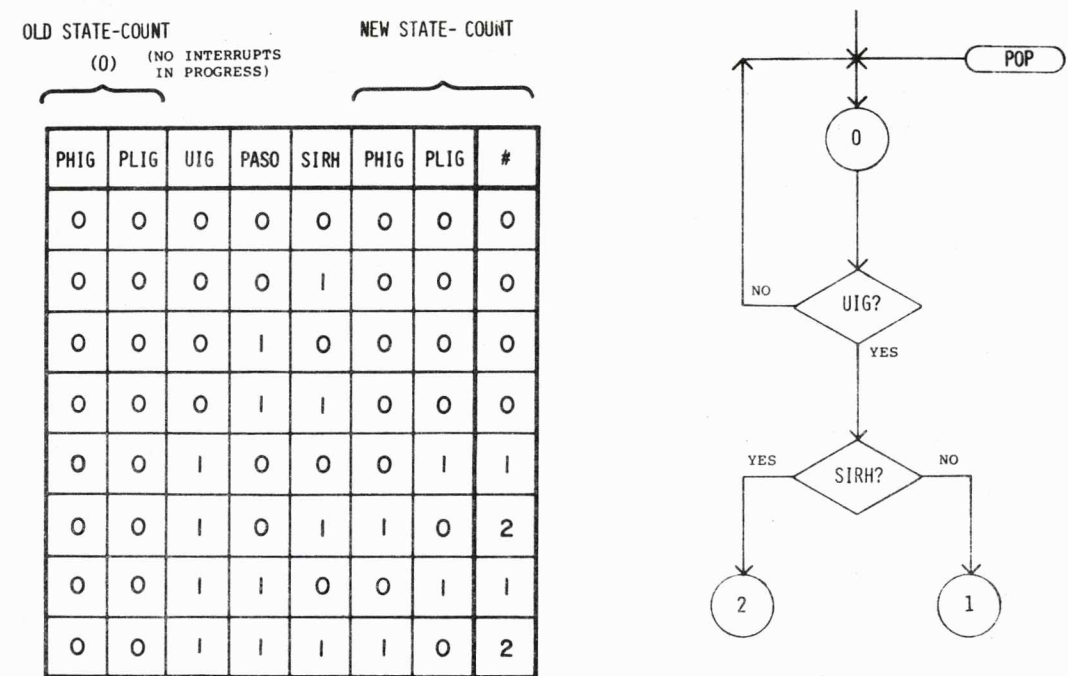 OLD STATE-COUNT
(0) (NO INTERRUPTS
IN PROGRESS)
NEW STATE- COUNT
PHIG PLIG UIG PASO SIRH PHIG PLIG #
0 0 0 0 0 0 0 0
0 0 0 0 1 0 0 0
0 0 0 1 0 0 0 0
0 0 0 1 1 0 0 0
0 0 1 0 0 0 1 1
0 0 1 0 1 1 0 2
0 0 1 1 0 0 1 1
0 0 1 1 1 1 0 2
POP
0
UIG?
NO
YES
SIRH?
YES
NO
2
1